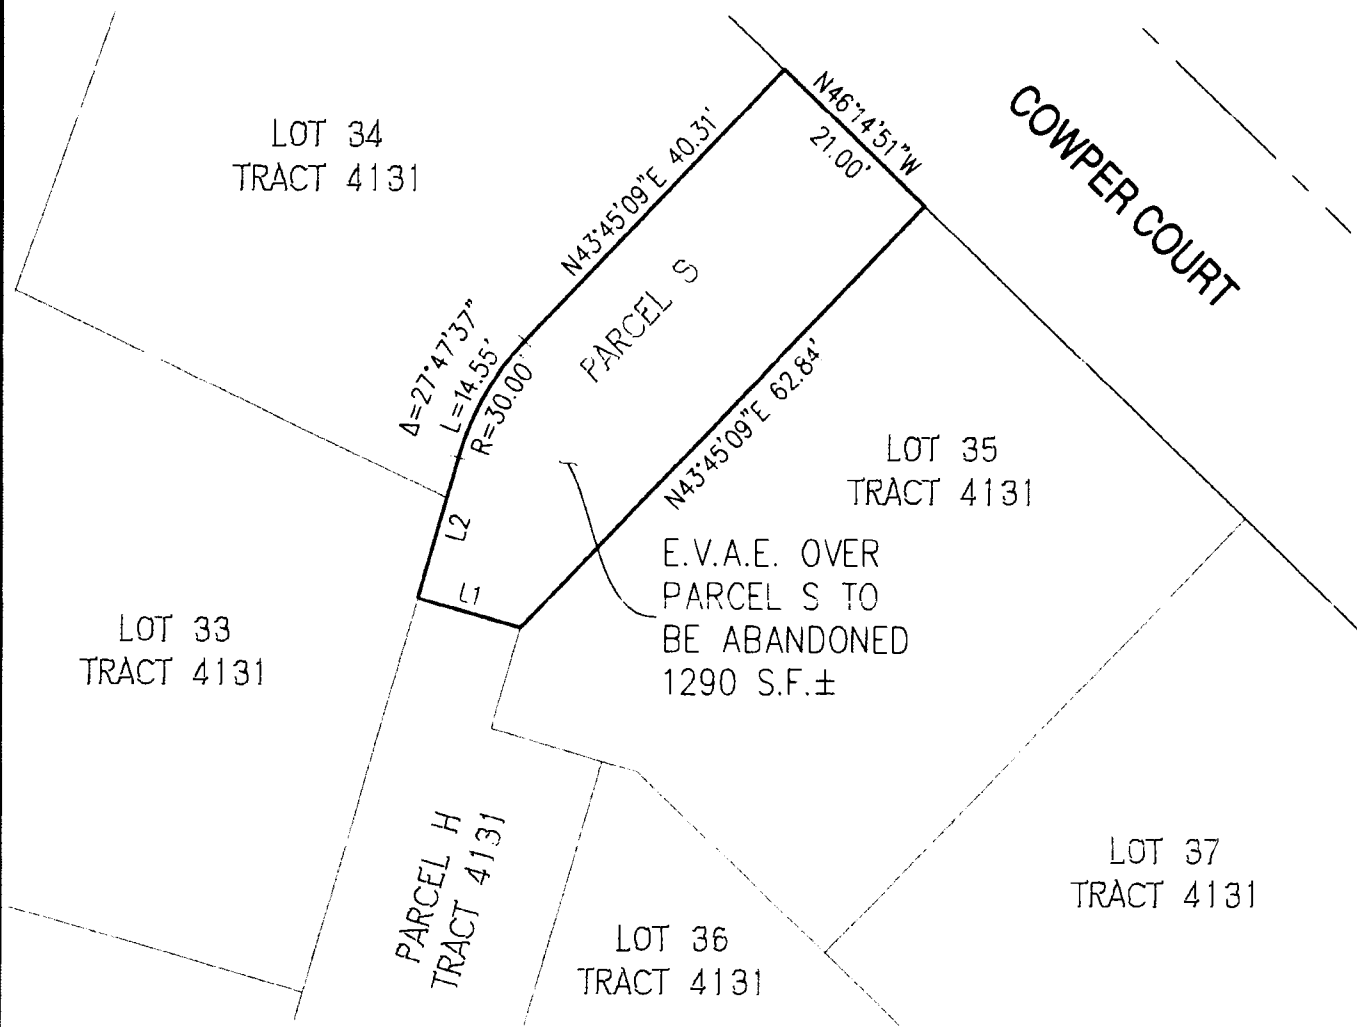 LOT 34
TRACT 4131
N46°14'51"W
21.00'
COWPER COURT
N43°45'09"E 40.31'
PARCEL S
Δ=27°47'37"
L=14.55'
R=30.00'
N43°45'09"E 62.84'
LOT 35
TRACT 4131
L2
L1
E.V.A.E. OVER
PARCEL S TO
BE ABANDONED
1290 S.F.±
LOT 33
TRACT 4131
PARCEL H
TRACT 4131
LOT 36
TRACT 4131
LOT 37
TRACT 4131